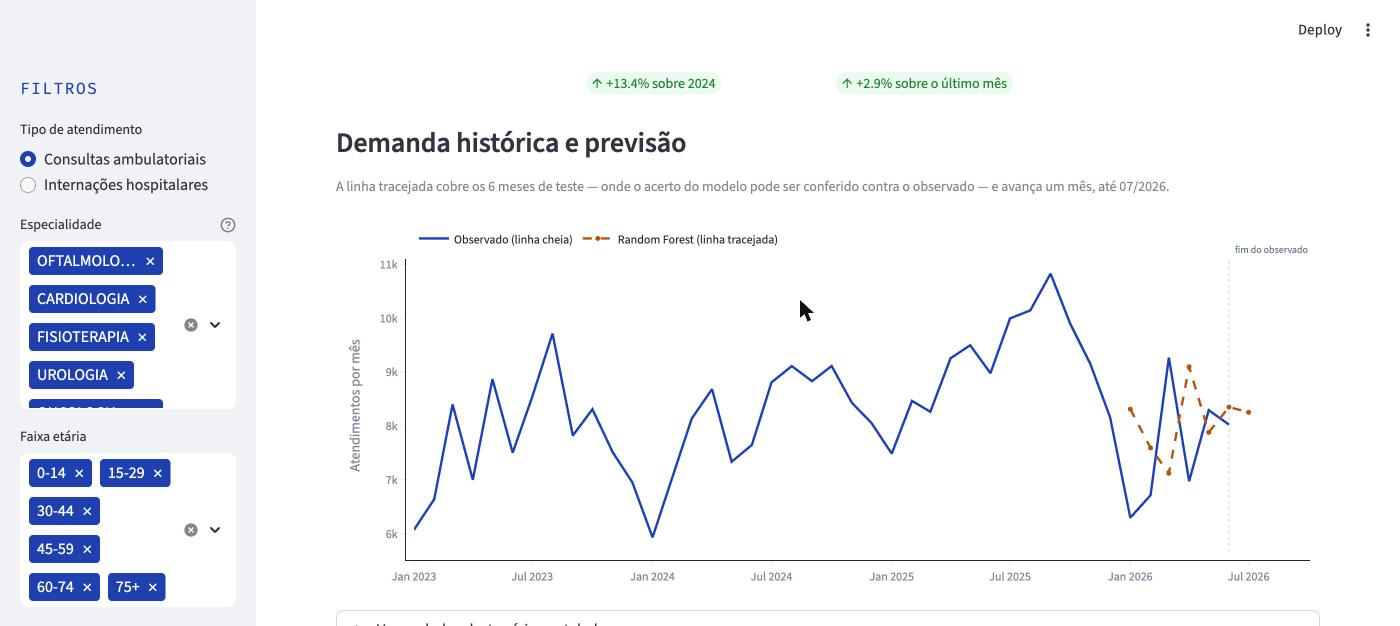 Deploy
↑ +13.4% sobre 2024
↑ +2.9% sobre o último mês
FILTROS
Tipo de atendimento
Consultas ambulatoriais
Internações hospitalares
Especialidade
OFTALMOLO... ×
CARDIOLOGIA ×
FISIOTERAPIA ×
UROLOGIA ×
Faixa etária
0-14 × 15-29 ×
30-44 ×
45-59 ×
60-74 × 75+ ×
Demanda histórica e previsão
A linha tracejada cobre os 6 meses de teste — onde o acerto do modelo pode ser conferido contra o observado — e avança um mês, até 07/2026.
Observado (linha cheia) Random Forest (linha tracejada)
fim do observado
Atendimentos por mês
11k
10k
9k
8k
7k
6k
Jan 2023 Jul 2023 Jan 2024 Jul 2024 Jan 2025 Jul 2025 Jan 2026 Jul 2026